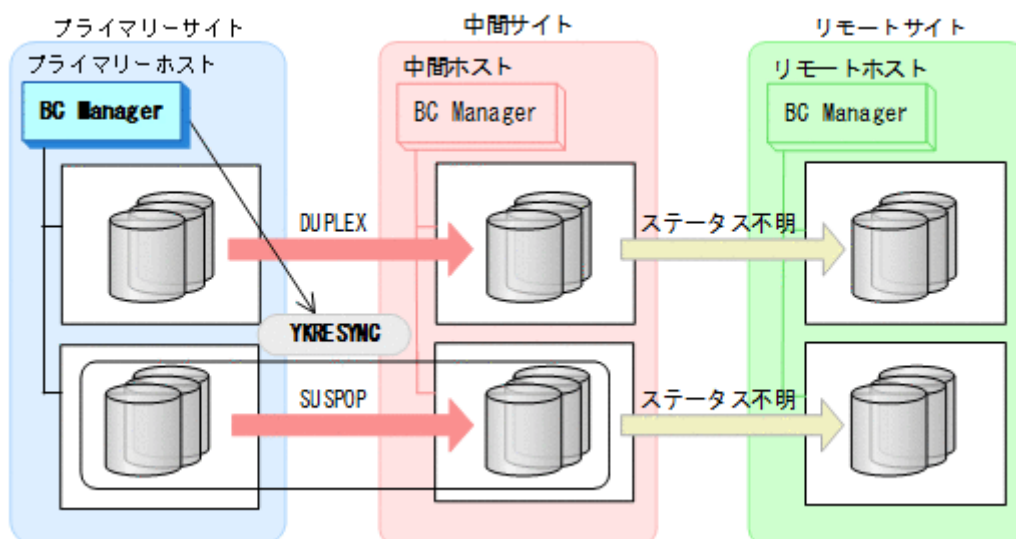 プライマリーサイト
中間サイト
リモートサイト
プライマリーホスト
中間ホスト
リモートホスト
BC Manager
BC Manager
BC Manager
DUPLEX
ステータス不明
YKRESYNC
SUSPOP
ステータス不明